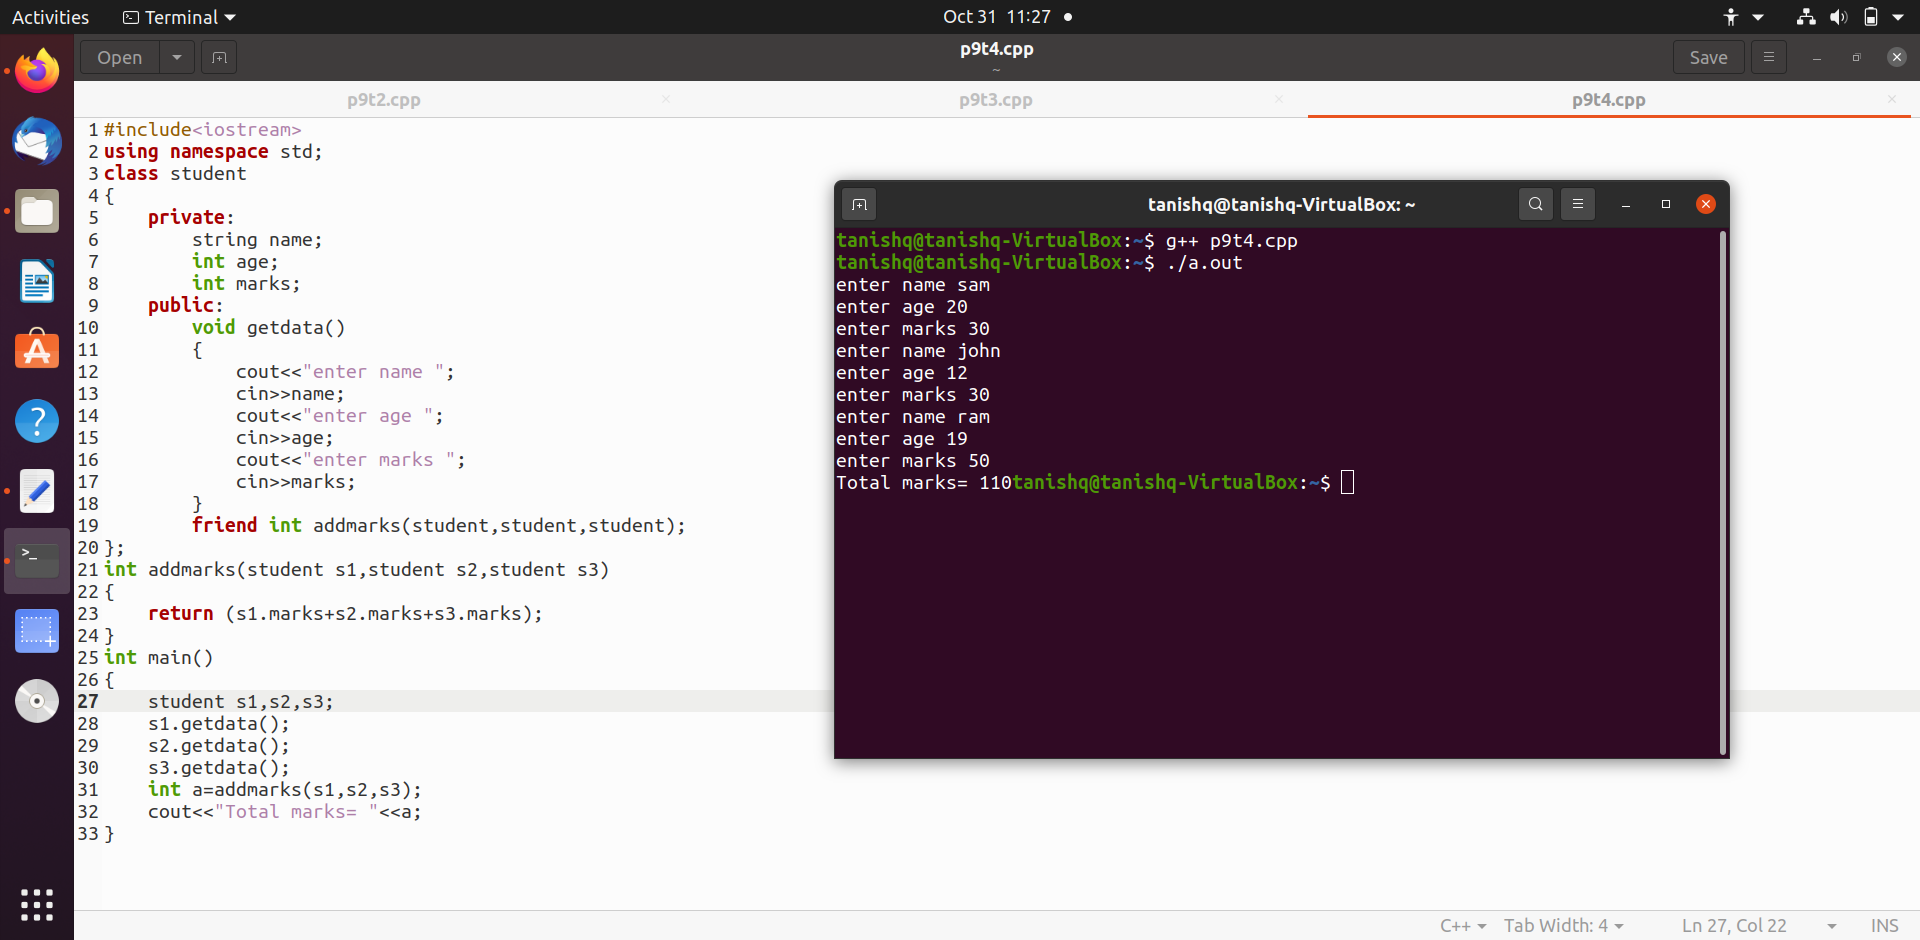 Activities Terminal Oct 31 11:27
Open p9t4.cpp Save
~
p9t2.cpp p9t3.cpp p9t4.cpp
1 #include<iostream>
2 using namespace std;
3 class student
4 {
5     private:
6         string name;
7         int age;
8         int marks;
9     public:
10         void getdata()
11         {
12             cout<<"enter name ";
13             cin>>name;
14             cout<<"enter age ";
15             cin>>age;
16             cout<<"enter marks ";
17             cin>>marks;
18         }
19         friend int addmarks(student,student,student);
20 };
21 int addmarks(student s1,student s2,student s3)
22 {
23     return (s1.marks+s2.marks+s3.marks);
24 }
25 int main()
26 {
27     student s1,s2,s3;
28     s1.getdata();
29     s2.getdata();
30     s3.getdata();
31     int a=addmarks(s1,s2,s3);
32     cout<<"Total marks= "<<a;
33 }
tanishq@tanishq-VirtualBox: ~
tanishq@tanishq-VirtualBox:~$ g++ p9t4.cpp
tanishq@tanishq-VirtualBox:~$ ./a.out
enter name sam
enter age 20
enter marks 30
enter name john
enter age 12
enter marks 30
enter name ram
enter age 19
enter marks 50
Total marks= 110tanishq@tanishq-VirtualBox:~$
C++ Tab Width: 4 Ln 27, Col 22 INS